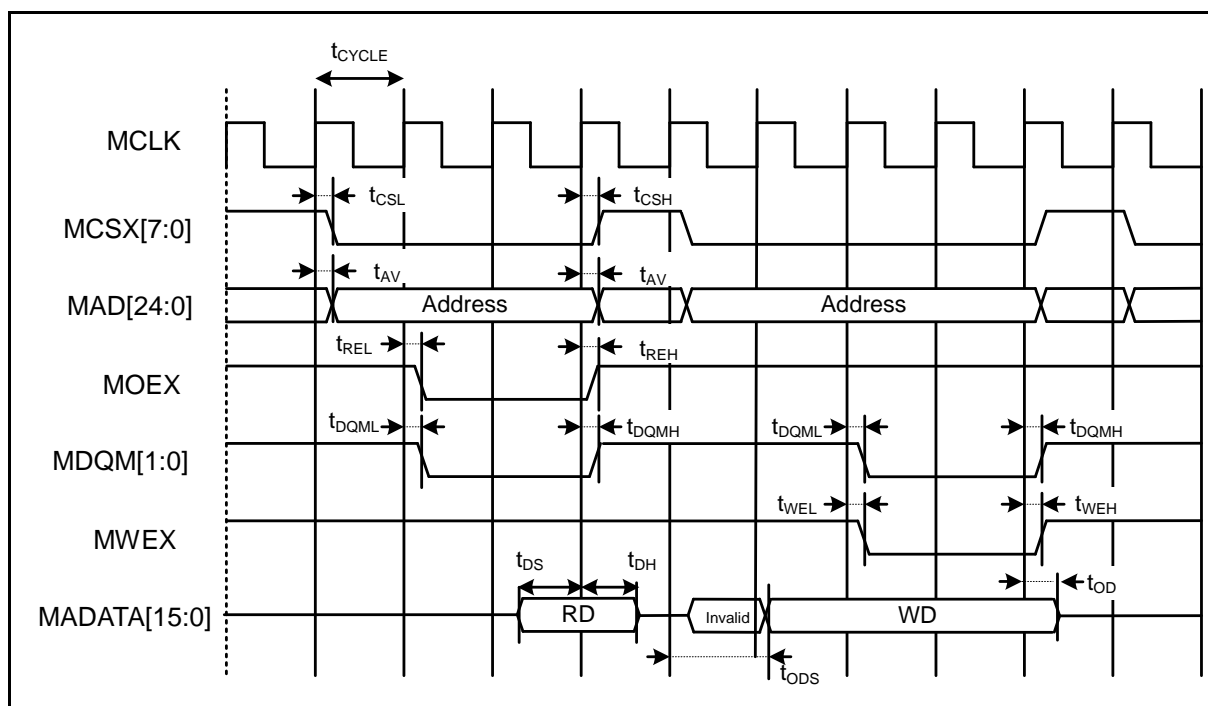 tCYCLE
MCLK
tCSL tCSH
MCSX[7:0]
tAV tAV
MAD[24:0] Address Address
tREL tREH
MOEX
tDQML tDQMH tDQML tDQMH
MDQM[1:0]
tWEL tWEH
MWEX
tDS tDH
tOD
MADATA[15:0] RD Invalid WD
tODS